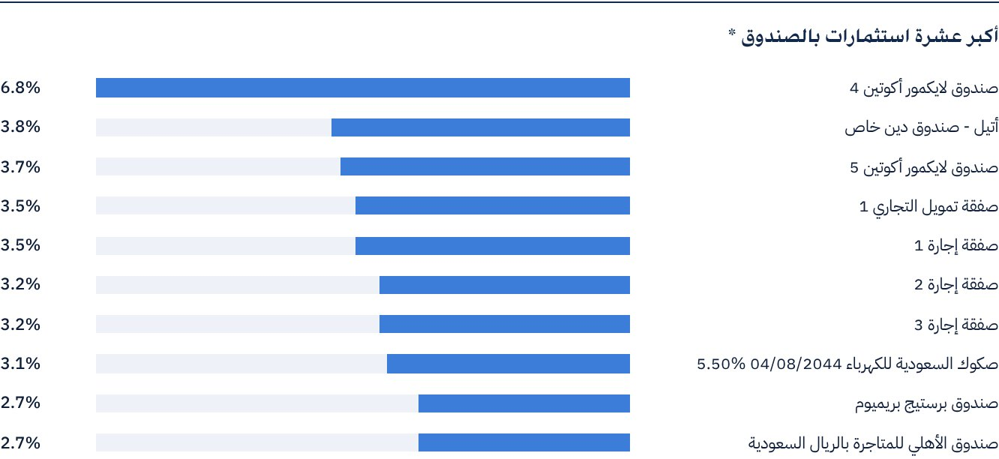 أكبر عشرة استثمارات بالصندوق *
صندوق لايكمور أكوتين 4 6.8%
أتيل - صندوق دين خاص 3.8%
صندوق لايكمور أكوتين 5 3.7%
صفقة تمويل التجاري 1 3.5%
صفقة إجارة 1 3.5%
صفقة إجارة 2 3.2%
صفقة إجارة 3 3.2%
صكوك السعودية للكهرباء 04/08/2044 5.50% 3.1%
صندوق برستيج بريميوم 2.7%
صندوق الأهلي للمتاجرة بالريال السعودية 2.7%